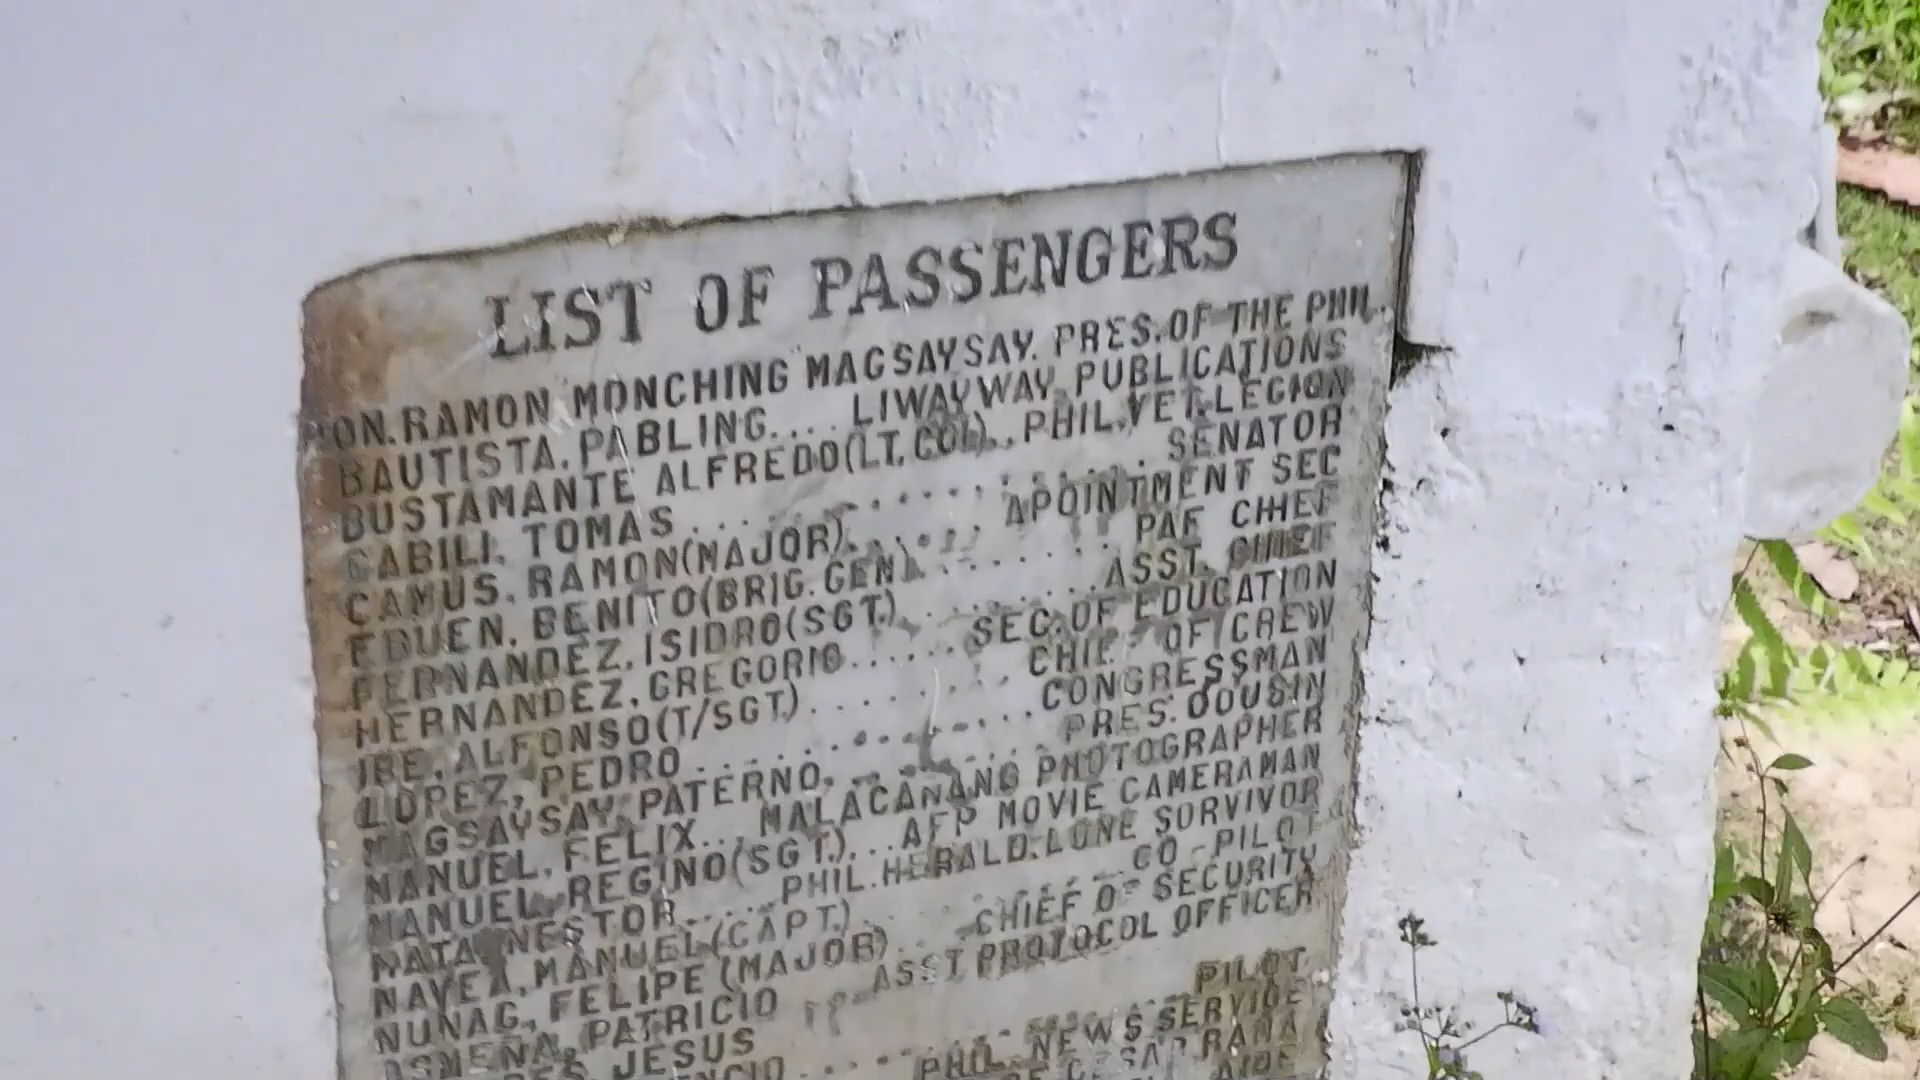 LIST OF PASSENGERS
HON. RAMON "MONCHING" MAGSAYSAY. PRES. OF THE PHIL.
BAUTISTA, PABLING.... LIWAYWAY PUBLICATIONS
BUSTAMANTE ALFREDO (LT. COL)., PHIL. VET. LEGION
CABILI, TOMAS............ SENATOR
CAMUS, RAMON (MAJOR)....... APOINTMENT SEC
EBUEN, BENITO (BRIG. GEN)....... PAF CHIEF
FERNANDEZ, ISIDRO (SGT.)......... ASST. CHIEF
HERNANDEZ, GREGORIO...... SEC. OF EDUCATION
IBE, ALFONSO (T/SGT.)......... CHIEF OF CREW
LOPEZ, PEDRO............ CONGRESSMAN
MAGSAYSAY, PATERNO....... PRES. COUSIN
MANUEL, FELIX... MALACAÑANG PHOTOGRAPHER
MANUEL, REGINO (SGT.)... AFP MOVIE CAMERAMAN
MATA, NESTOR..... PHIL. HERALD. LONE SORVIVOR
NAVEA, MANUEL (CAPT.)......... CO-PILOT
NUNAG, FELIPE (MAJOR)... CHIEF OF SECURITY
OSMEÑA, PATRICIO ASST PROTOCOL OFFICER
JESUS PILOT
PHIL. NEWS SERVICE
AIDE